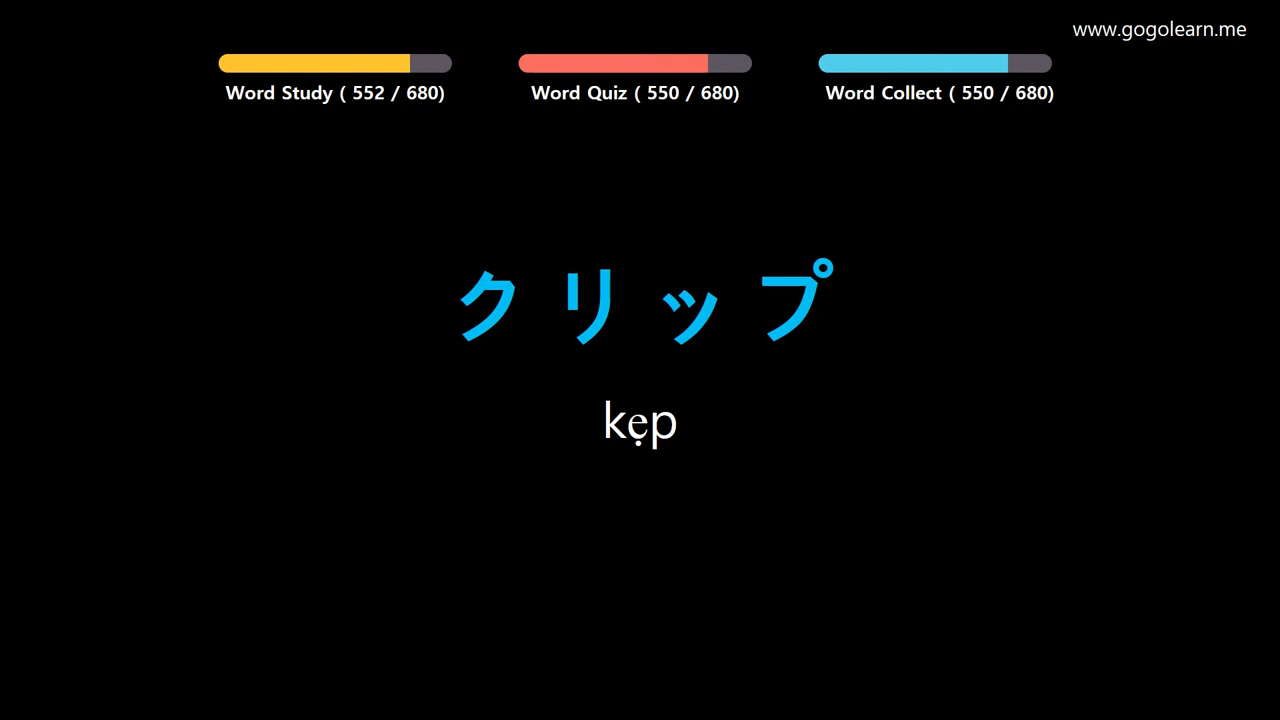 www.gogolearn.me
Word Study ( 552 / 680)
Word Quiz ( 550 / 680)
Word Collect ( 550 / 680)
クリップ
kẹp